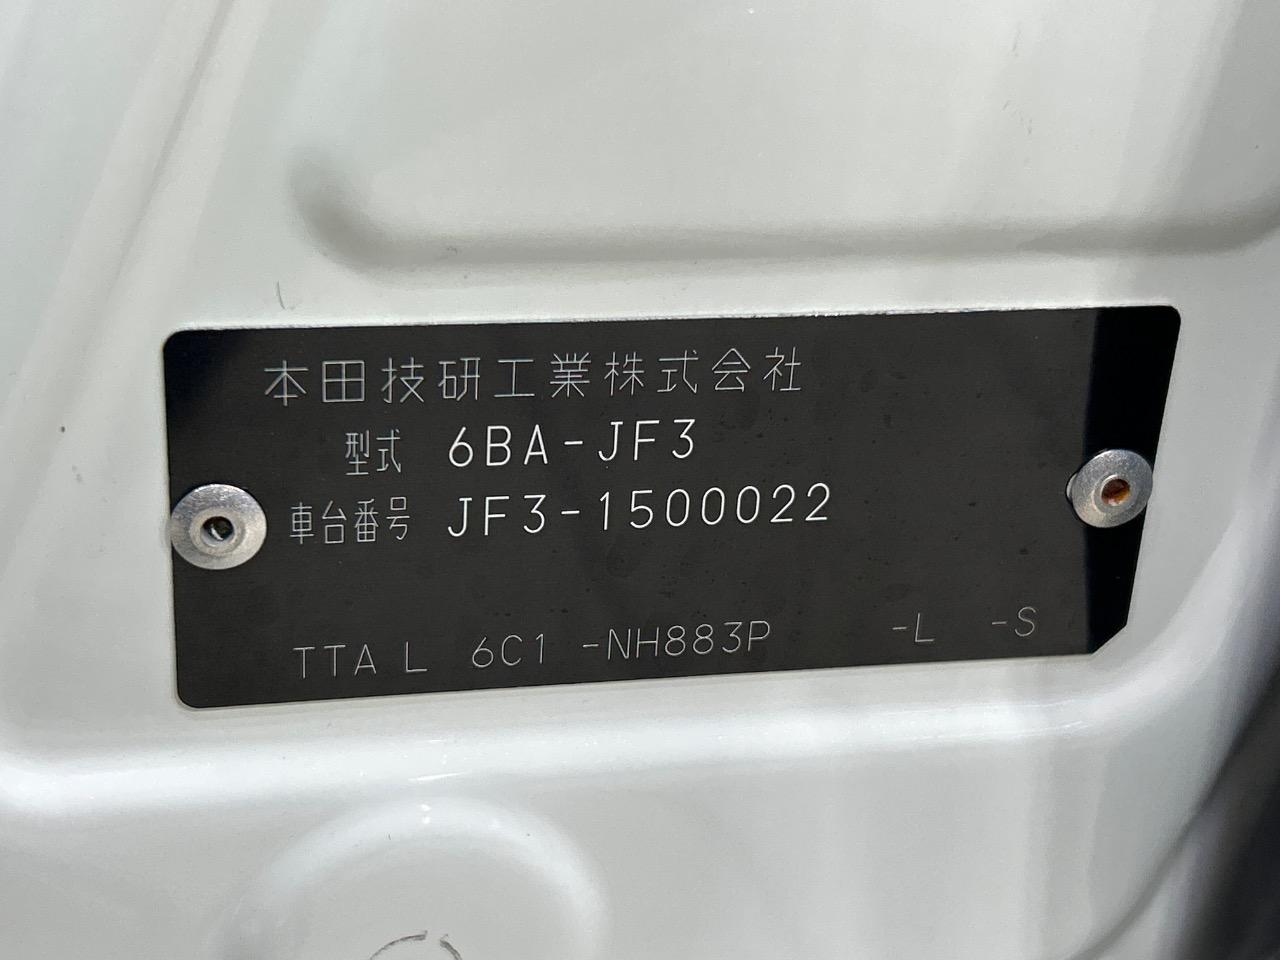 本田技研工業株式会社
型式 6BA-JF3
車台番号 JF3-1500022
TTA L 6C1 -NH883P -L -S